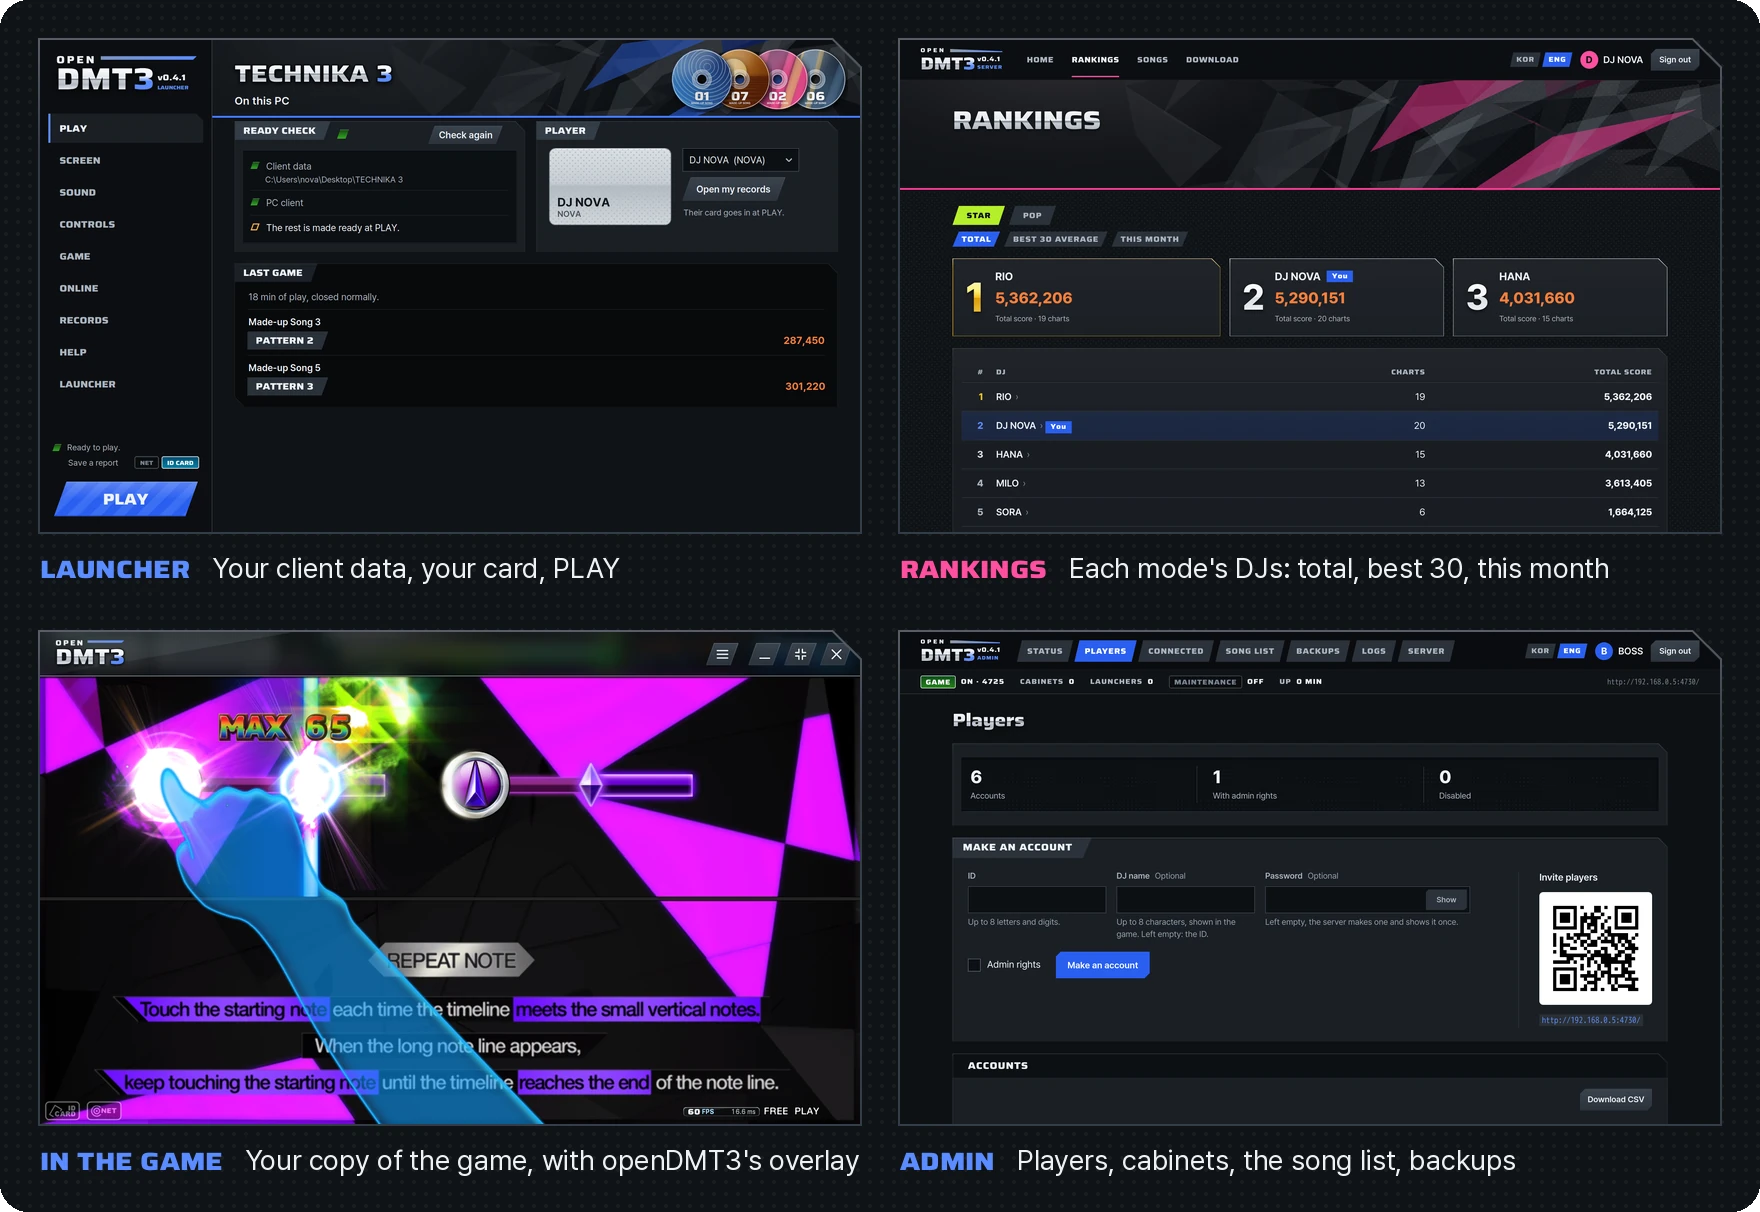 OPEN
DMT3 v0.4.1
LAUNCHER
PLAY
SCREEN
SOUND
CONTROLS
GAME
ONLINE
RECORDS
HELP
LAUNCHER
Ready to play.
Save a report NET ID CARD
PLAY
TECHNIKA 3
On this PC
01 07 02 06
READY CHECK
Check again
Client data
C:\Users\nova\Desktop\TECHNIKA 3
PC client
The rest is made ready at PLAY.
PLAYER
DJ NOVA
NOVA
DJ NOVA (NOVA)
Open my records
Their card goes in at PLAY.
LAST GAME
18 min of play, closed normally.
Made-up Song 3
PATTERN 2 287,450
Made-up Song 5
PATTERN 3 301,220
LAUNCHER Your client data, your card, PLAY
OPEN
DMT3 v0.4.1
SERVER
HOME RANKINGS SONGS DOWNLOAD
KOR ENG D DJ NOVA Sign out
RANKINGS
STAR POP
TOTAL BEST 30 AVERAGE THIS MONTH
1 RIO
5,362,206
Total score · 19 charts
2 DJ NOVA You
5,290,151
Total score · 20 charts
3 HANA
4,031,660
Total score · 15 charts
# DJ CHARTS TOTAL SCORE
1 RIO › 19 5,362,206
2 DJ NOVA › You 20 5,290,151
3 HANA › 15 4,031,660
4 MILO › 13 3,613,405
5 SORA › 6 1,664,125
RANKINGS Each mode's DJs: total, best 30, this month
OPEN
DMT3
MAX 65
REPEAT NOTE
Touch the starting note each time the timeline meets the small vertical notes.
When the long note line appears,
keep touching the starting note until the timeline reaches the end of the note line.
ID CARD NET
60 FPS 16.6 ms FREE PLAY
IN THE GAME Your copy of the game, with openDMT3's overlay
OPEN
DMT3 v0.4.1
ADMIN
STATUS PLAYERS CONNECTED SONG LIST BACKUPS LOGS SERVER
KOR ENG B BOSS Sign out
GAME ON · 4725 CABINETS 0 LAUNCHERS 0 MAINTENANCE OFF UP 0 MIN
http://192.168.0.5:4730/
Players
6
Accounts
1
With admin rights
0
Disabled
MAKE AN ACCOUNT
ID
Up to 8 letters and digits.
DJ name Optional
Up to 8 characters, shown in the
game. Left empty: the ID.
Password Optional
Show
Left empty, the server makes one and shows it once.
Admin rights
Make an account
Invite players
http://192.168.0.5:4730/
ACCOUNTS
Download CSV
ADMIN Players, cabinets, the song list, backups